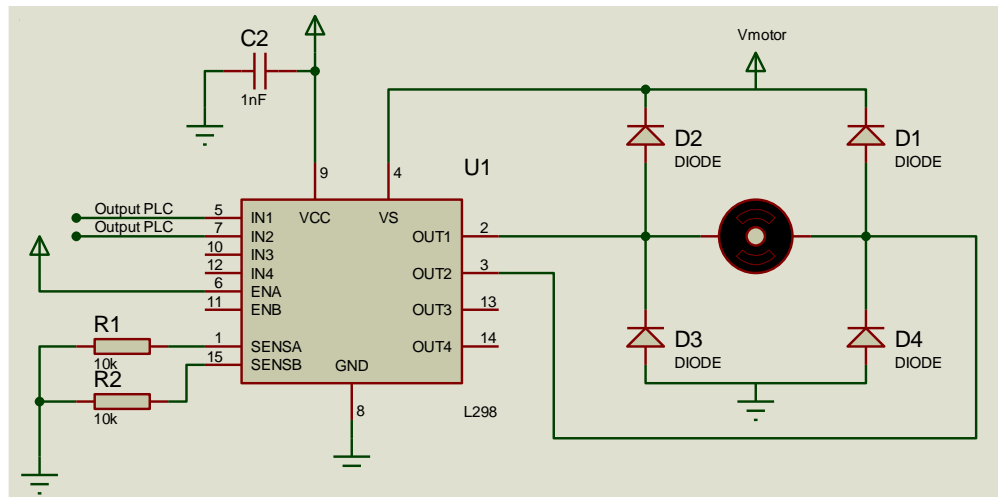 C2
1nF
Vmotor
D2
DIODE
D1
DIODE
U1
9
4
Output PLC
5
IN1
VCC
VS
Output PLC
7
IN2
OUT1
2
10
IN3
12
IN4
OUT2
3
6
ENA
11
ENB
OUT3
13
R1
10k
1
SENSA
OUT4
14
R2
10k
15
SENSB
GND
8
L298
D3
DIODE
D4
DIODE